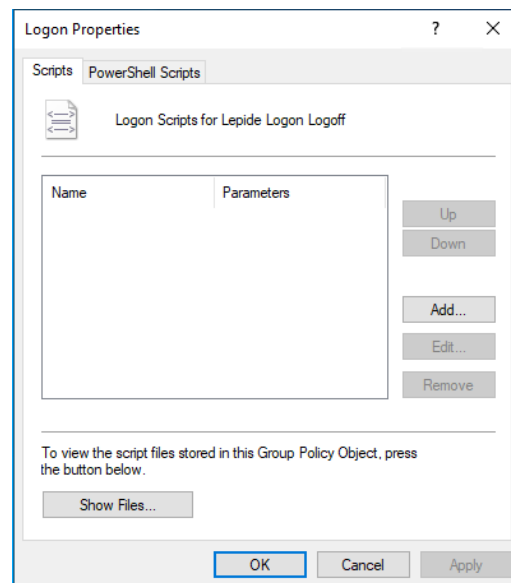 Logon Properties
?
Scripts
PowerShell Scripts
Logon Scripts for Lepide Logon Logoff
Name
Parameters
Up
Down
Add...
Edit...
Remove
To view the script files stored in this Group Policy Object, press
the button below.
Show Files...
OK
Cancel
Apply